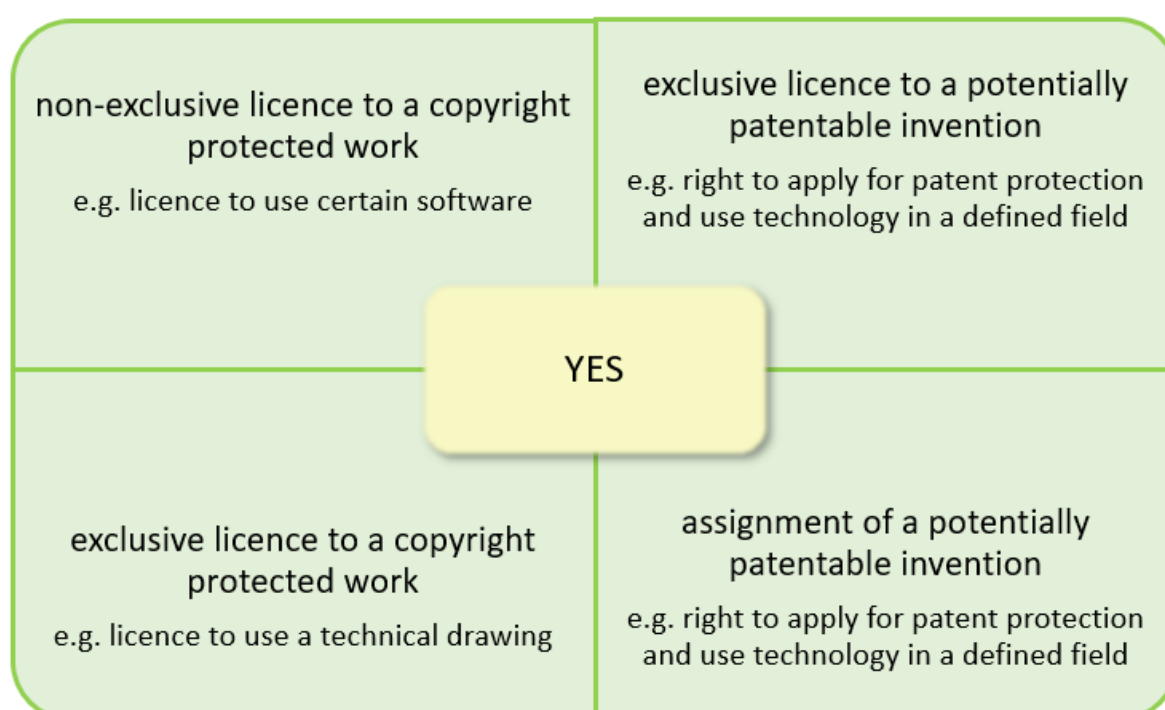 non-exclusive licence to a copyright
protected work
e.g. licence to use certain software
exclusive licence to a potentially
patentable invention
e.g. right to apply for patent protection
and use technology in a defined field
YES
exclusive licence to a copyright
protected work
e.g. licence to use a technical drawing
assignment of a potentially
patentable invention
e.g. right to apply for patent protection
and use technology in a defined field